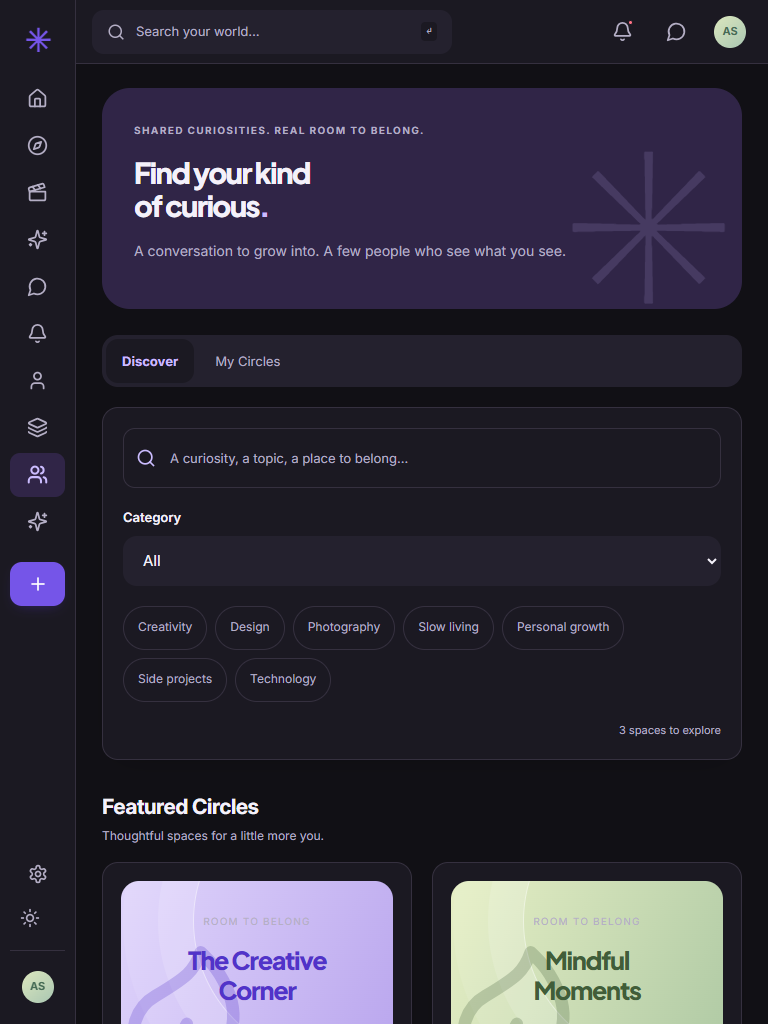 Search your world...
AS
SHARED CURIOSITIES. REAL ROOM TO BELONG.
Find your kind
of curious.
A conversation to grow into. A few people who see what you see.
Discover
My Circles
A curiosity, a topic, a place to belong...
Category
All
Creativity
Design
Photography
Slow living
Personal growth
Side projects
Technology
3 spaces to explore
Featured Circles
Thoughtful spaces for a little more you.
ROOM TO BELONG
The Creative
Corner
ROOM TO BELONG
Mindful
Moments
AS